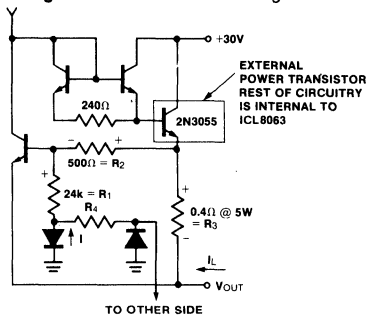 +30V
EXTERNAL
POWER TRANSISTOR
REST OF CIRCUITRY
IS INTERNAL TO
ICL8063
240Ω
2N3055
- +
500Ω = R2
+
24k = R1
R4
I
+
0.4Ω @ 5W
= R3
-
IL
VOUT
TO OTHER SIDE